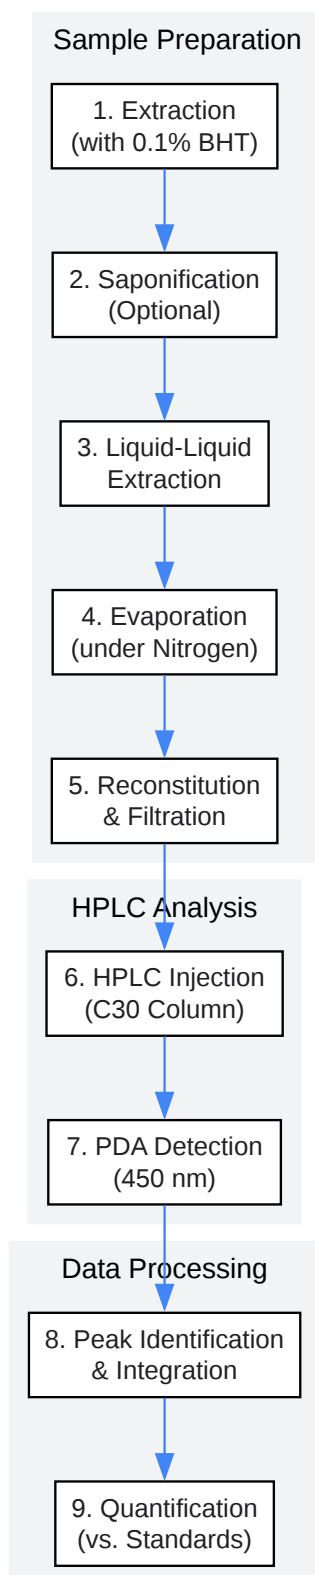 Sample Preparation
1. Extraction
(with 0.1% BHT)
2. Saponification
(Optional)
3. Liquid-Liquid
Extraction
4. Evaporation
(under Nitrogen)
5. Reconstitution
& Filtration
HPLC Analysis
6. HPLC Injection
(C30 Column)
7. PDA Detection
(450 nm)
Data Processing
8. Peak Identification
& Integration
9. Quantification
(vs. Standards)